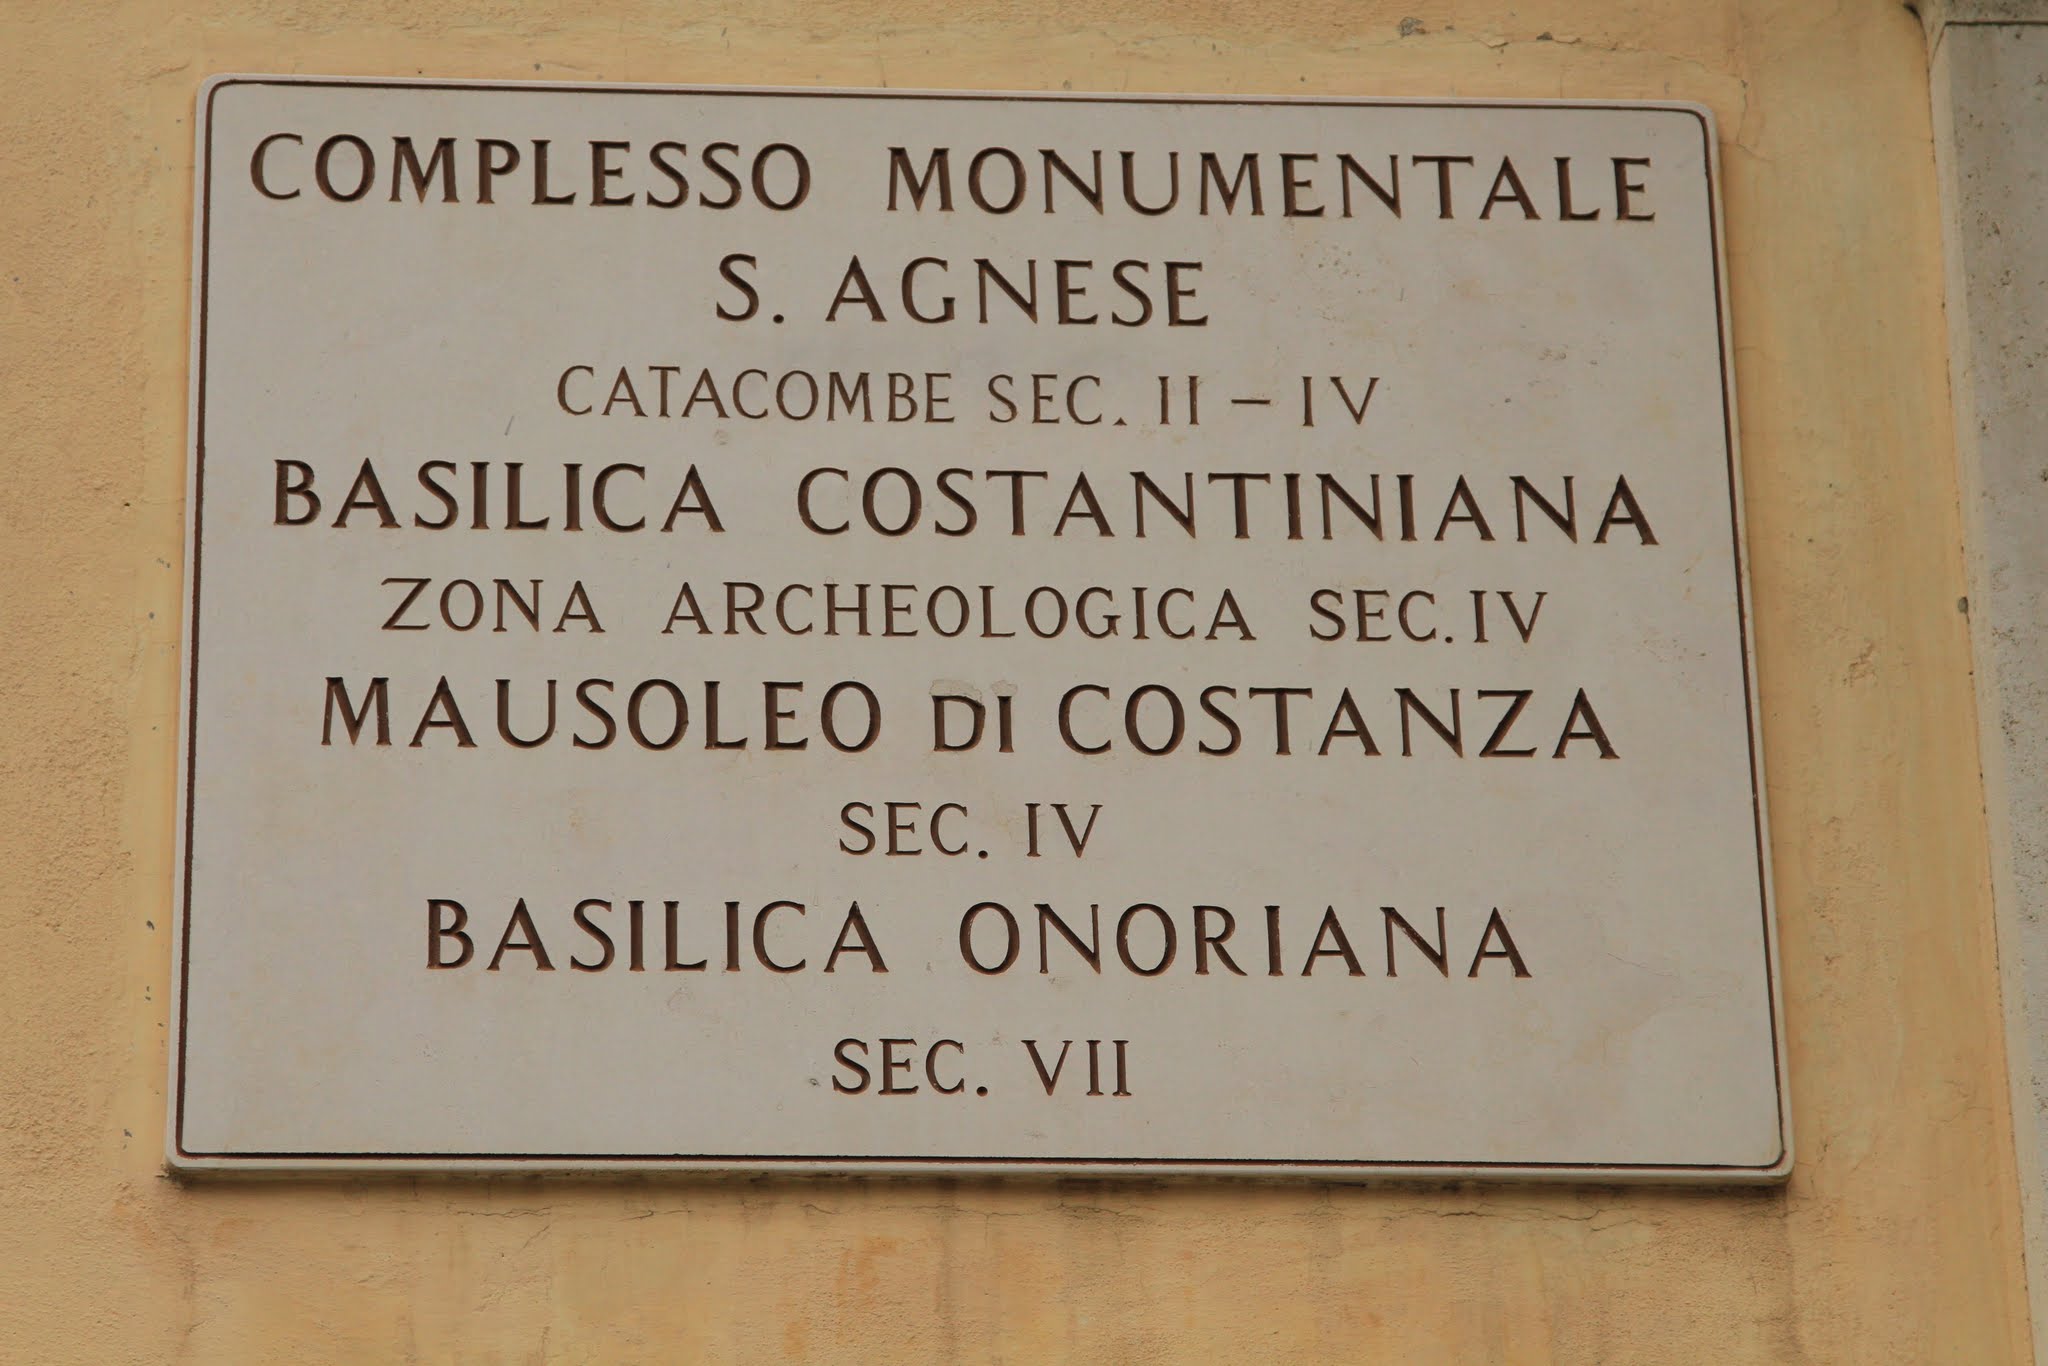 COMPLESSO MONUMENTALE
S. AGNESE
CATACOMBE SEC. II - IV
BASILICA COSTANTINIANA
ZONA ARCHEOLOGICA SEC. IV
MAUSOLEO DI COSTANZA
SEC. IV
BASILICA ONORIANA
SEC. VII